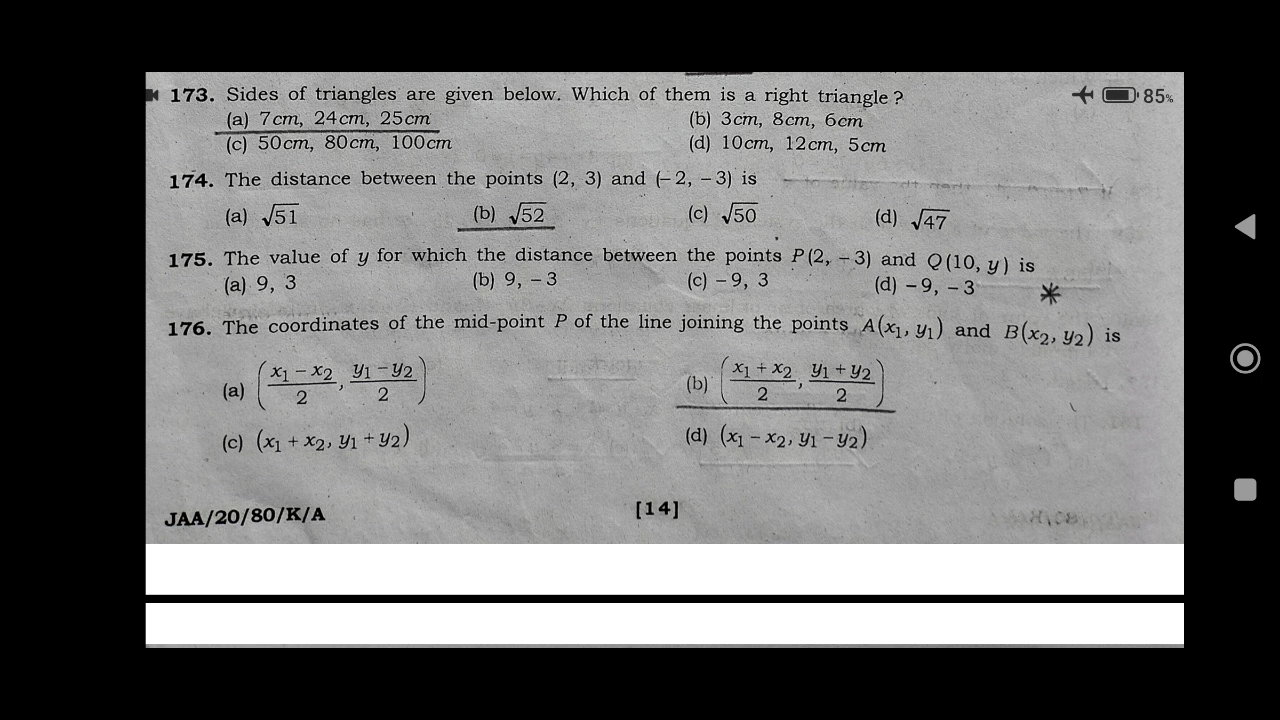 85%
173. Sides of triangles are given below. Which of them is a right triangle?
(a) 7cm, 24cm, 25cm (b) 3cm, 8cm, 6cm
(c) 50cm, 80cm, 100cm (d) 10cm, 12cm, 5cm
174. The distance between the points (2, 3) and (−2, −3) is
(a) √51 (b) √52 (c) √50 (d) √47
175. The value of y for which the distance between the points P(2, −3) and Q(10, y) is
(a) 9, 3 (b) 9, −3 (c) −9, 3 (d) −9, −3 *
176. The coordinates of the mid-point P of the line joining the points A(x₁, y₁) and B(x₂, y₂) is
(a) ((x₁ − x₂)/2, (y₁ − y₂)/2) (b) ((x₁ + x₂)/2, (y₁ + y₂)/2)
(c) (x₁ + x₂, y₁ + y₂) (d) (x₁ − x₂, y₁ − y₂)
JAA/20/80/K/A [14]